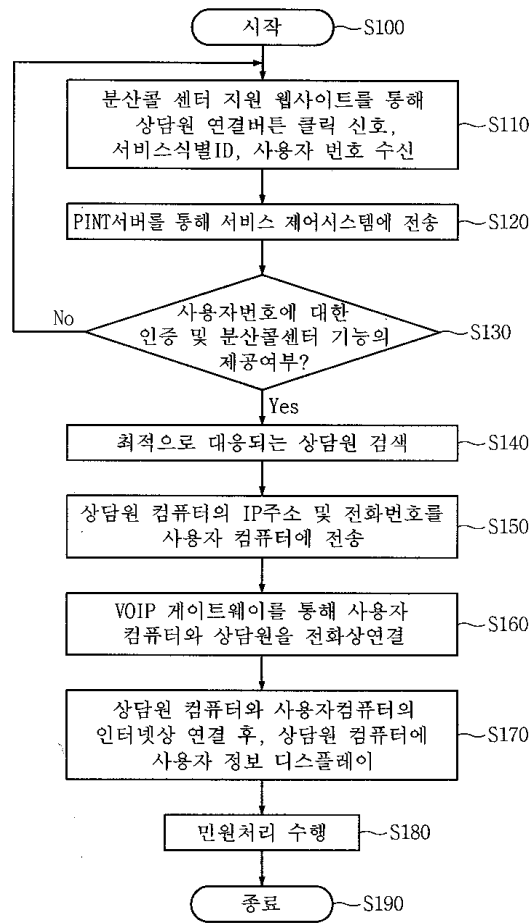 시작 S100
분산콜 센터 지원 웹사이트를 통해
상담원 연결버튼 클릭 신호,
서비스식별ID, 사용자 번호 수신
S110
PINT서버를 통해 서비스 제어시스템에 전송 S120
사용자번호에 대한
인증 및 분산콜센터 기능의
제공여부?
S130
No
Yes
최적으로 대응되는 상담원 검색 S140
상담원 컴퓨터의 IP주소 및 전화번호를
사용자 컴퓨터에 전송
S150
VOIP 게이트웨이를 통해 사용자
컴퓨터와 상담원을 전화상연결
S160
상담원 컴퓨터와 사용자컴퓨터의
인터넷상 연결 후, 상담원 컴퓨터에
사용자 정보 디스플레이
S170
민원처리 수행 S180
종료 S190